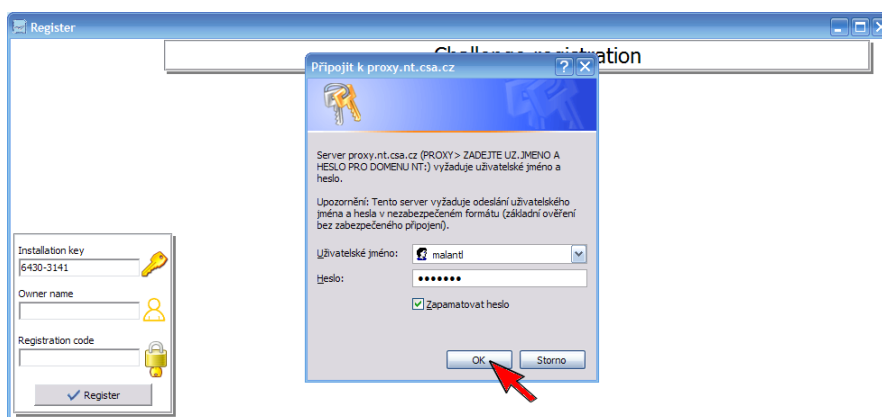 Register
Challenge registration
Připojit k proxy.nt.csa.cz
Server proxy.nt.csa.cz (PROXY> ZADEJTE UZ.JMENO A
HESLO PRO DOMENU NT:) vyžaduje uživatelské jméno a
heslo.
Upozornění: Tento server vyžaduje odeslání uživatelského
jména a hesla v nezabezpečeném formátu (základní ověření
bez zabezpečeného připojení).
Uživatelské jméno: malantl
Heslo: •••••••
Zapamatovat heslo
OK Storno
Installation key
6430-3141
Owner name
Registration code
Register